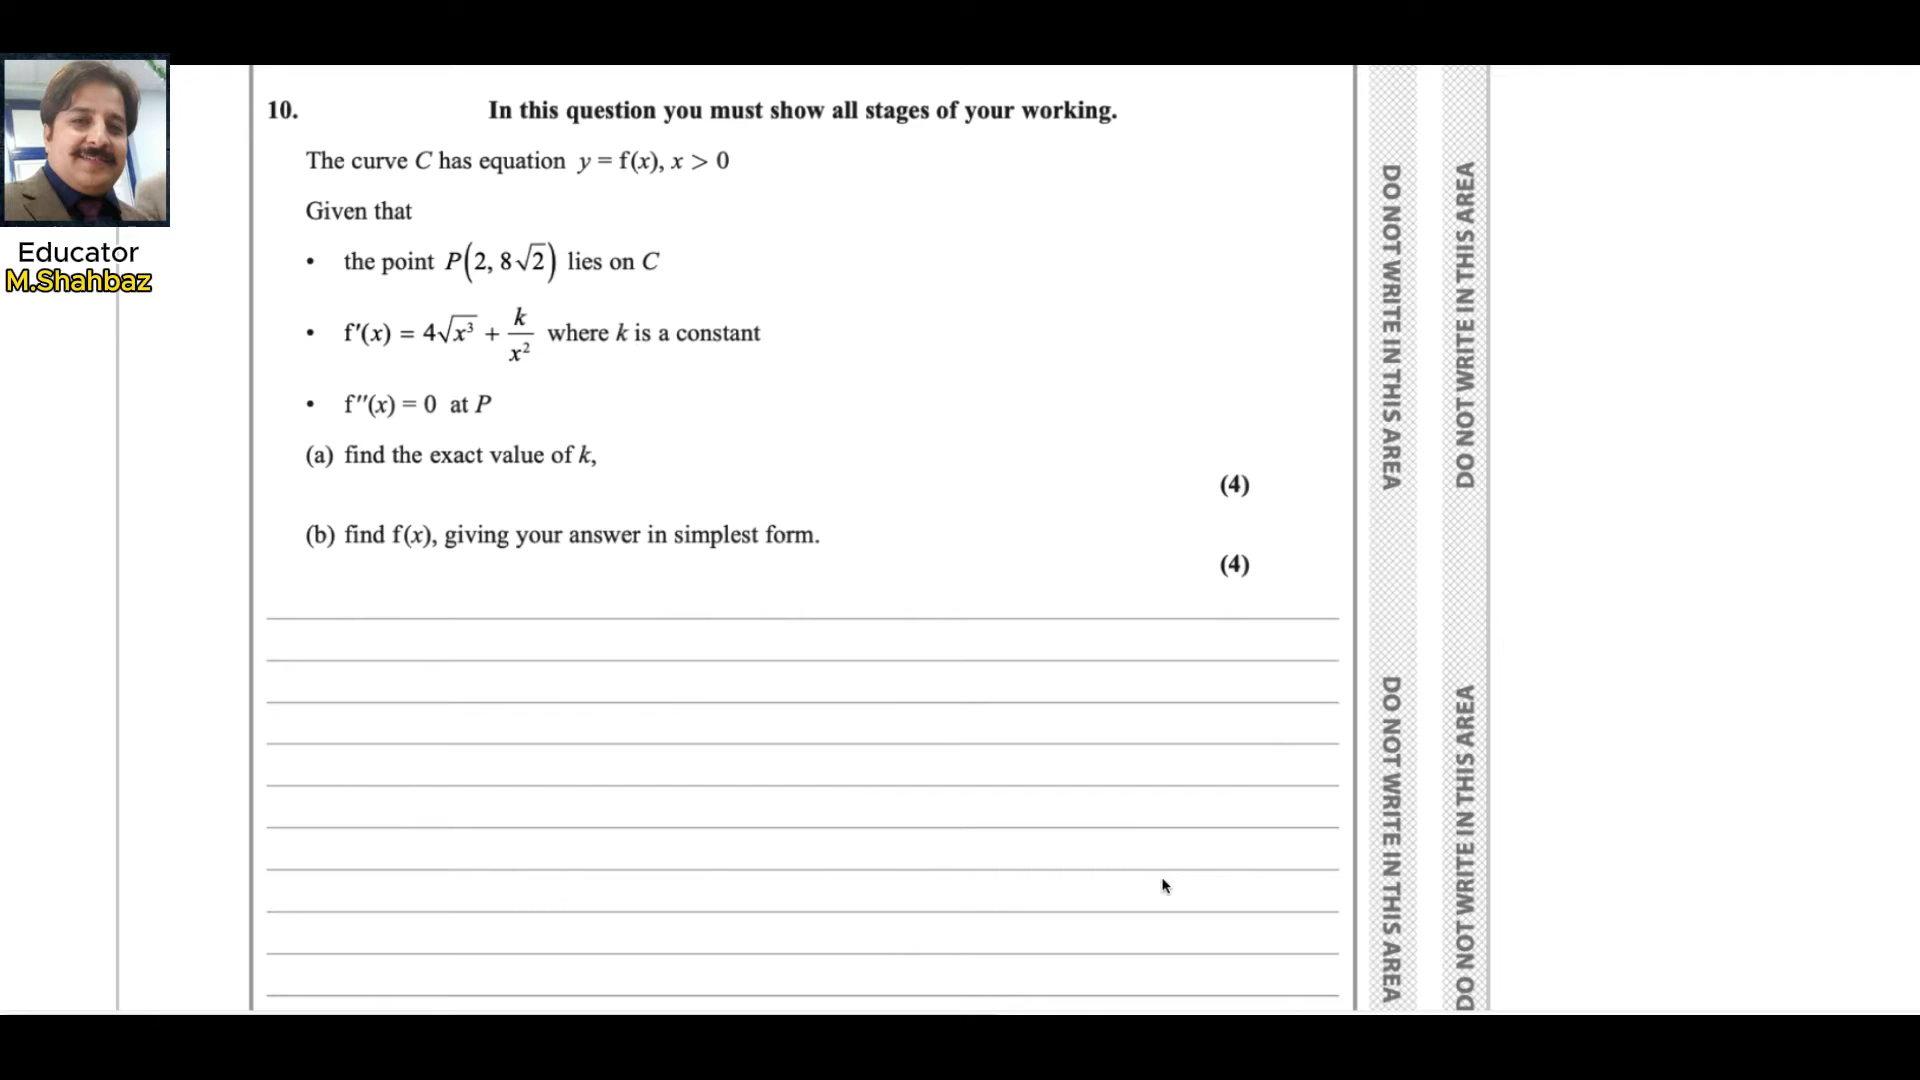 10. In this question you must show all stages of your working.
The curve C has equation y = f(x), x > 0
Given that
• the point P(2, 8√2) lies on C
• f′(x) = 4√x³ + k/x² where k is a constant
• f″(x) = 0 at P
(a) find the exact value of k,
(4)
(b) find f(x), giving your answer in simplest form.
(4)
Educator
M.Shahbaz
DO NOT WRITE IN THIS AREA
DO NOT WRITE IN THIS AREA
DO NOT WRITE IN THIS AREA
DO NOT WRITE IN THIS AREA